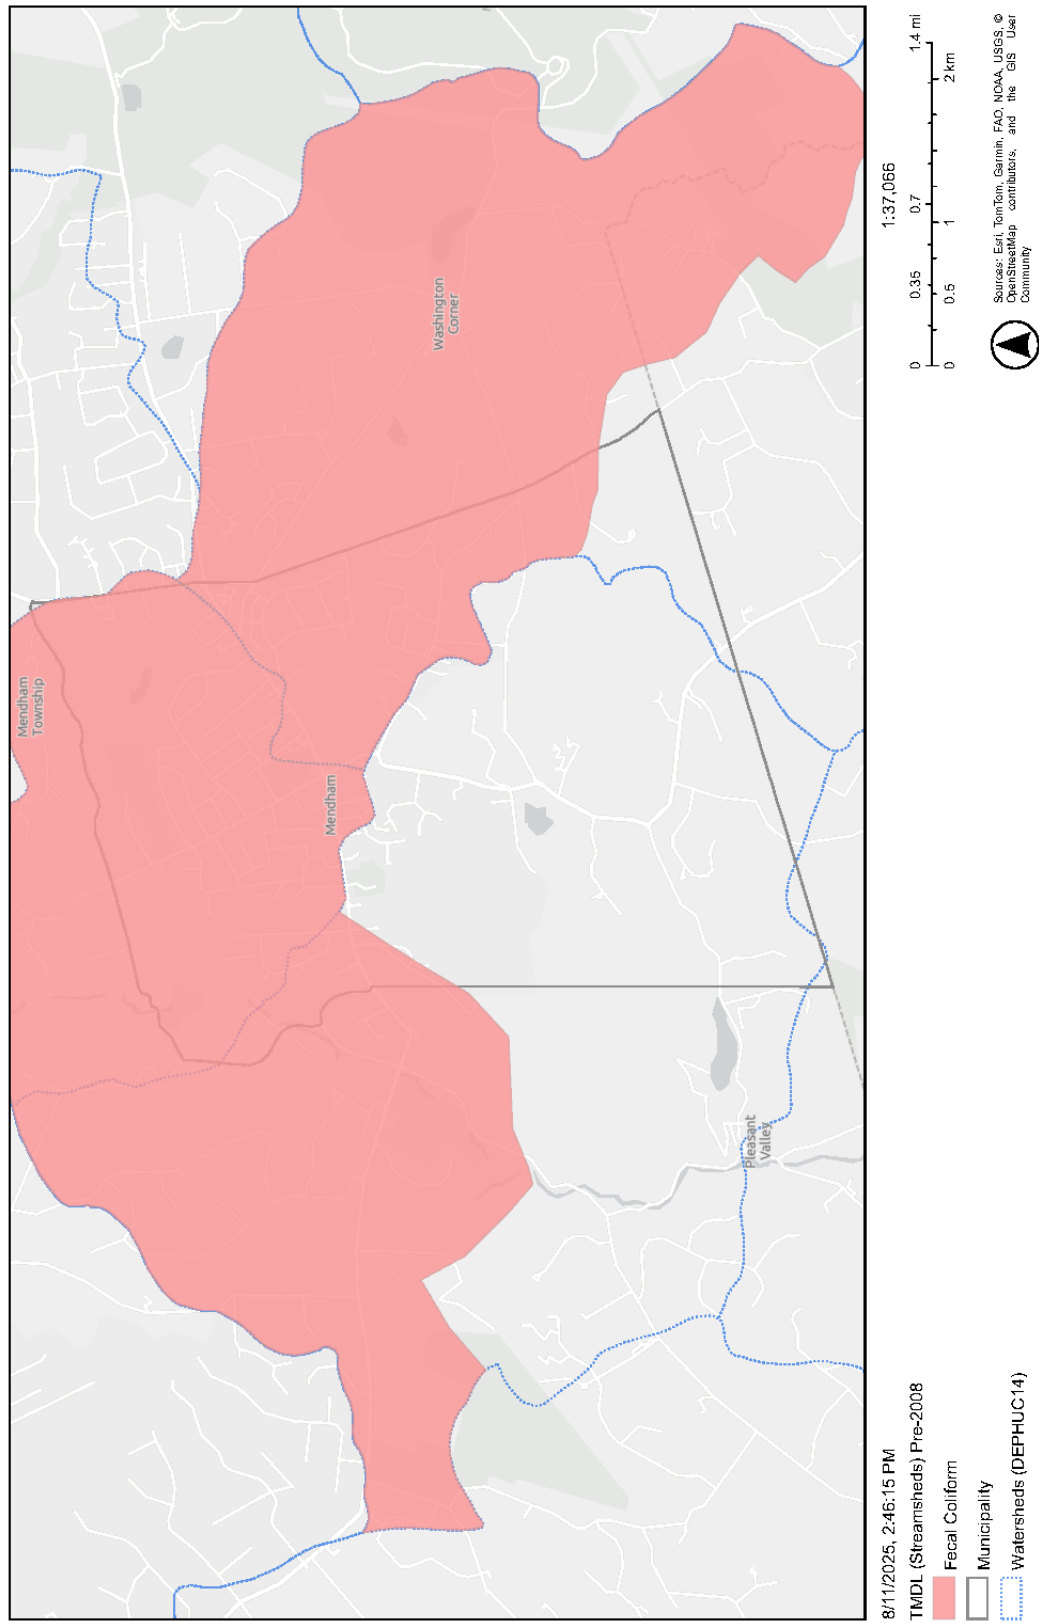 Mendham
Township
Mendham
Washington
Corner
Pleasant
Valley
8/11/2025, 2:46:15 PM
TMDL (Streamsheds) Pre-2008
Fecal Coliform
Municipality
Watersheds (DEPHUC14)
1:37,066
0 0.35 0.7 1.4 mi
0 0.5 1 2 km
Sources: Esri, TomTom, Garmin, FAO, NOAA, USGS, ©
OpenStreetMap contributors, and the GIS User
Community